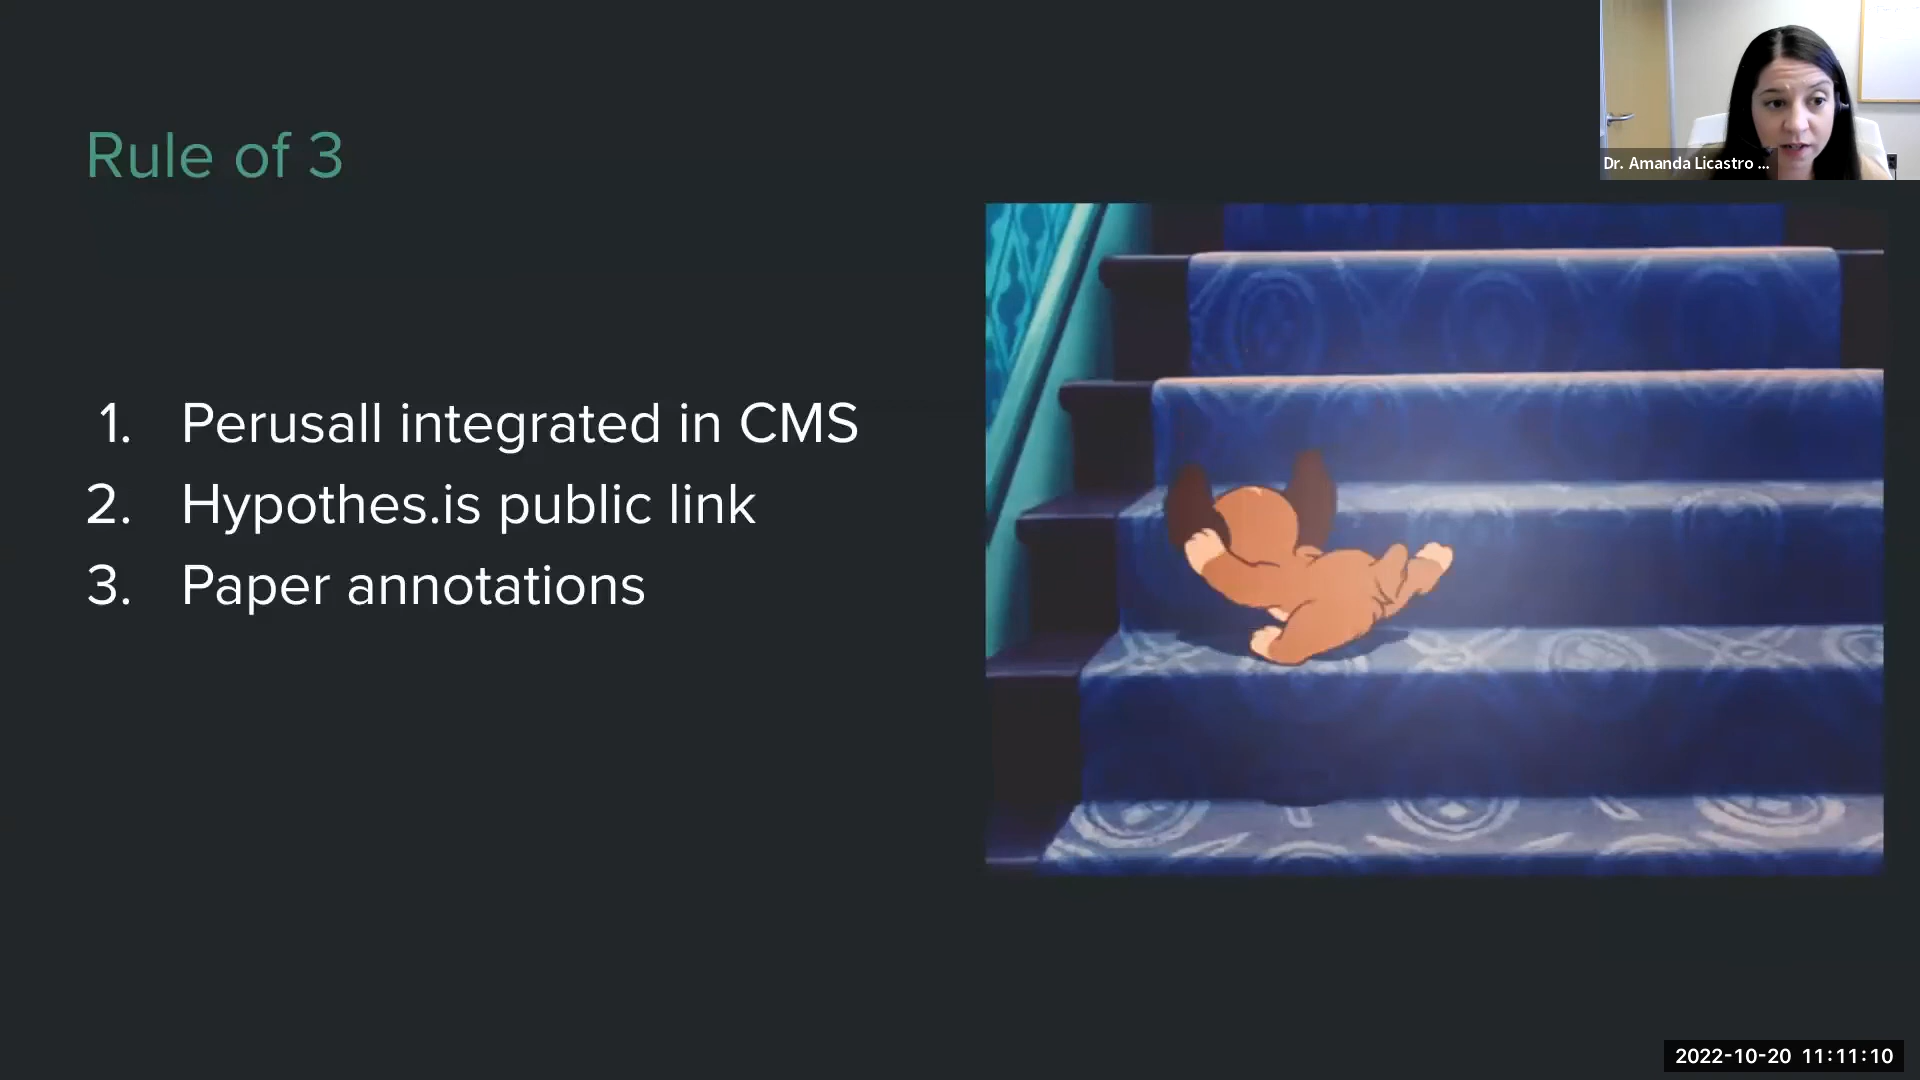 Rule of 3
Dr. Amanda Licastro ...
1. Perusall integrated in CMS
2. Hypothes.is public link
3. Paper annotations
2022-10-20 11:11:10